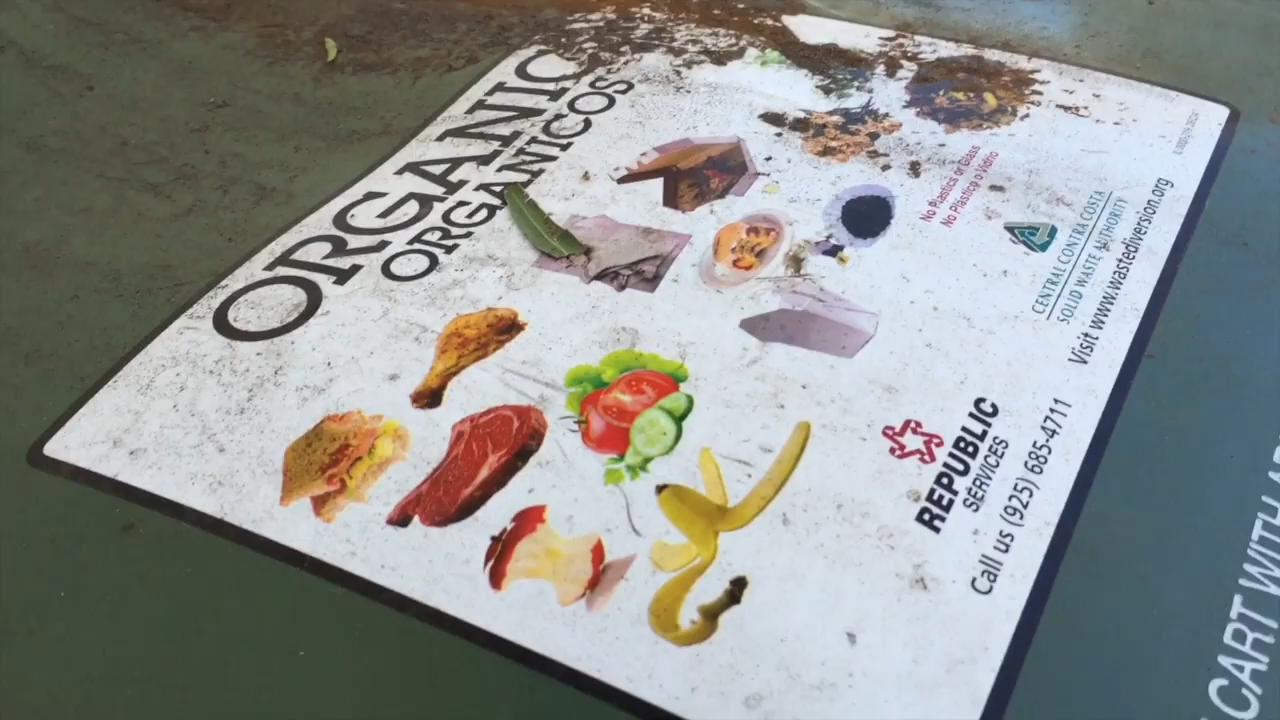 ORGANIC
ORGANICOS
No Plastics or Glass
No Plástico o Vidrio
CENTRAL CONTRA COSTA
SOLID WASTE AUTHORITY
Visit www.wastediversion.org
REPUBLIC
SERVICES
Call us (925) 685-4711
CART WITH